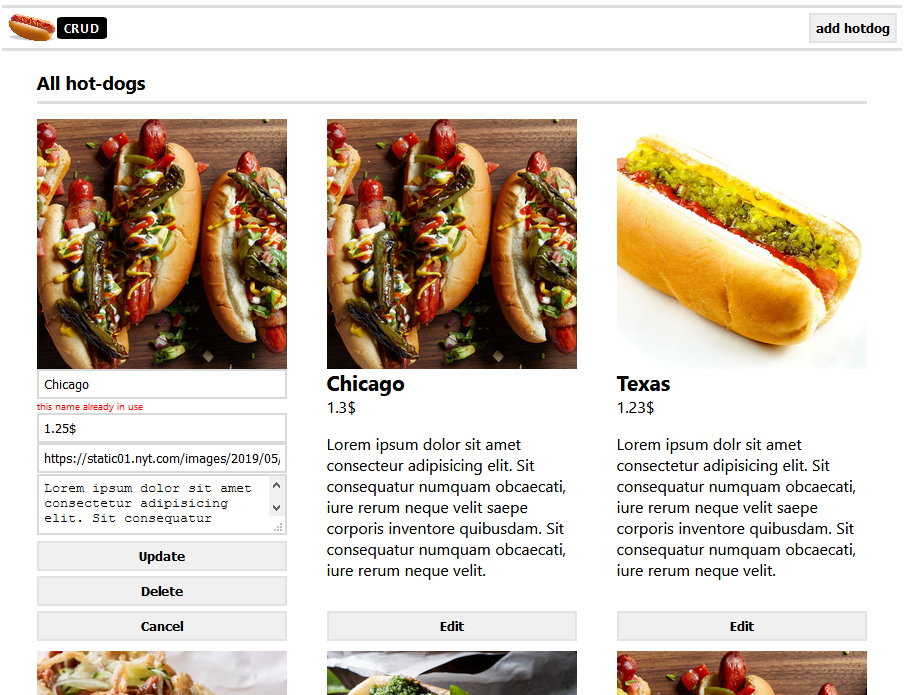 CRUD
add hotdog
All hot-dogs
Chicago
this name already in use
1.25$
https://static01.nyt.com/images/2019/05/
Lorem ipsum dolor sit amet
consectetur adipisicing
elit. Sit consequatur
Update
Delete
Cancel
Chicago
1.3$
Lorem ipsum dolor sit amet
consecteur adipisicing elit. Sit
consequatur numquam obcaecati,
iure rerum neque velit saepe
corporis inventore quibusdam. Sit
consequatur numquam obcaecati,
iure rerum neque velit.
Edit
Texas
1.23$
Lorem ipsum dolr sit amet
consectetur adipisicing elit. Sit
consequatur numquam obcaecati,
iure rerum neque velit saepe
corporis inventore quibusdam. Sit
consequatur numquam obcaecati,
iure rerum neque velit.
Edit